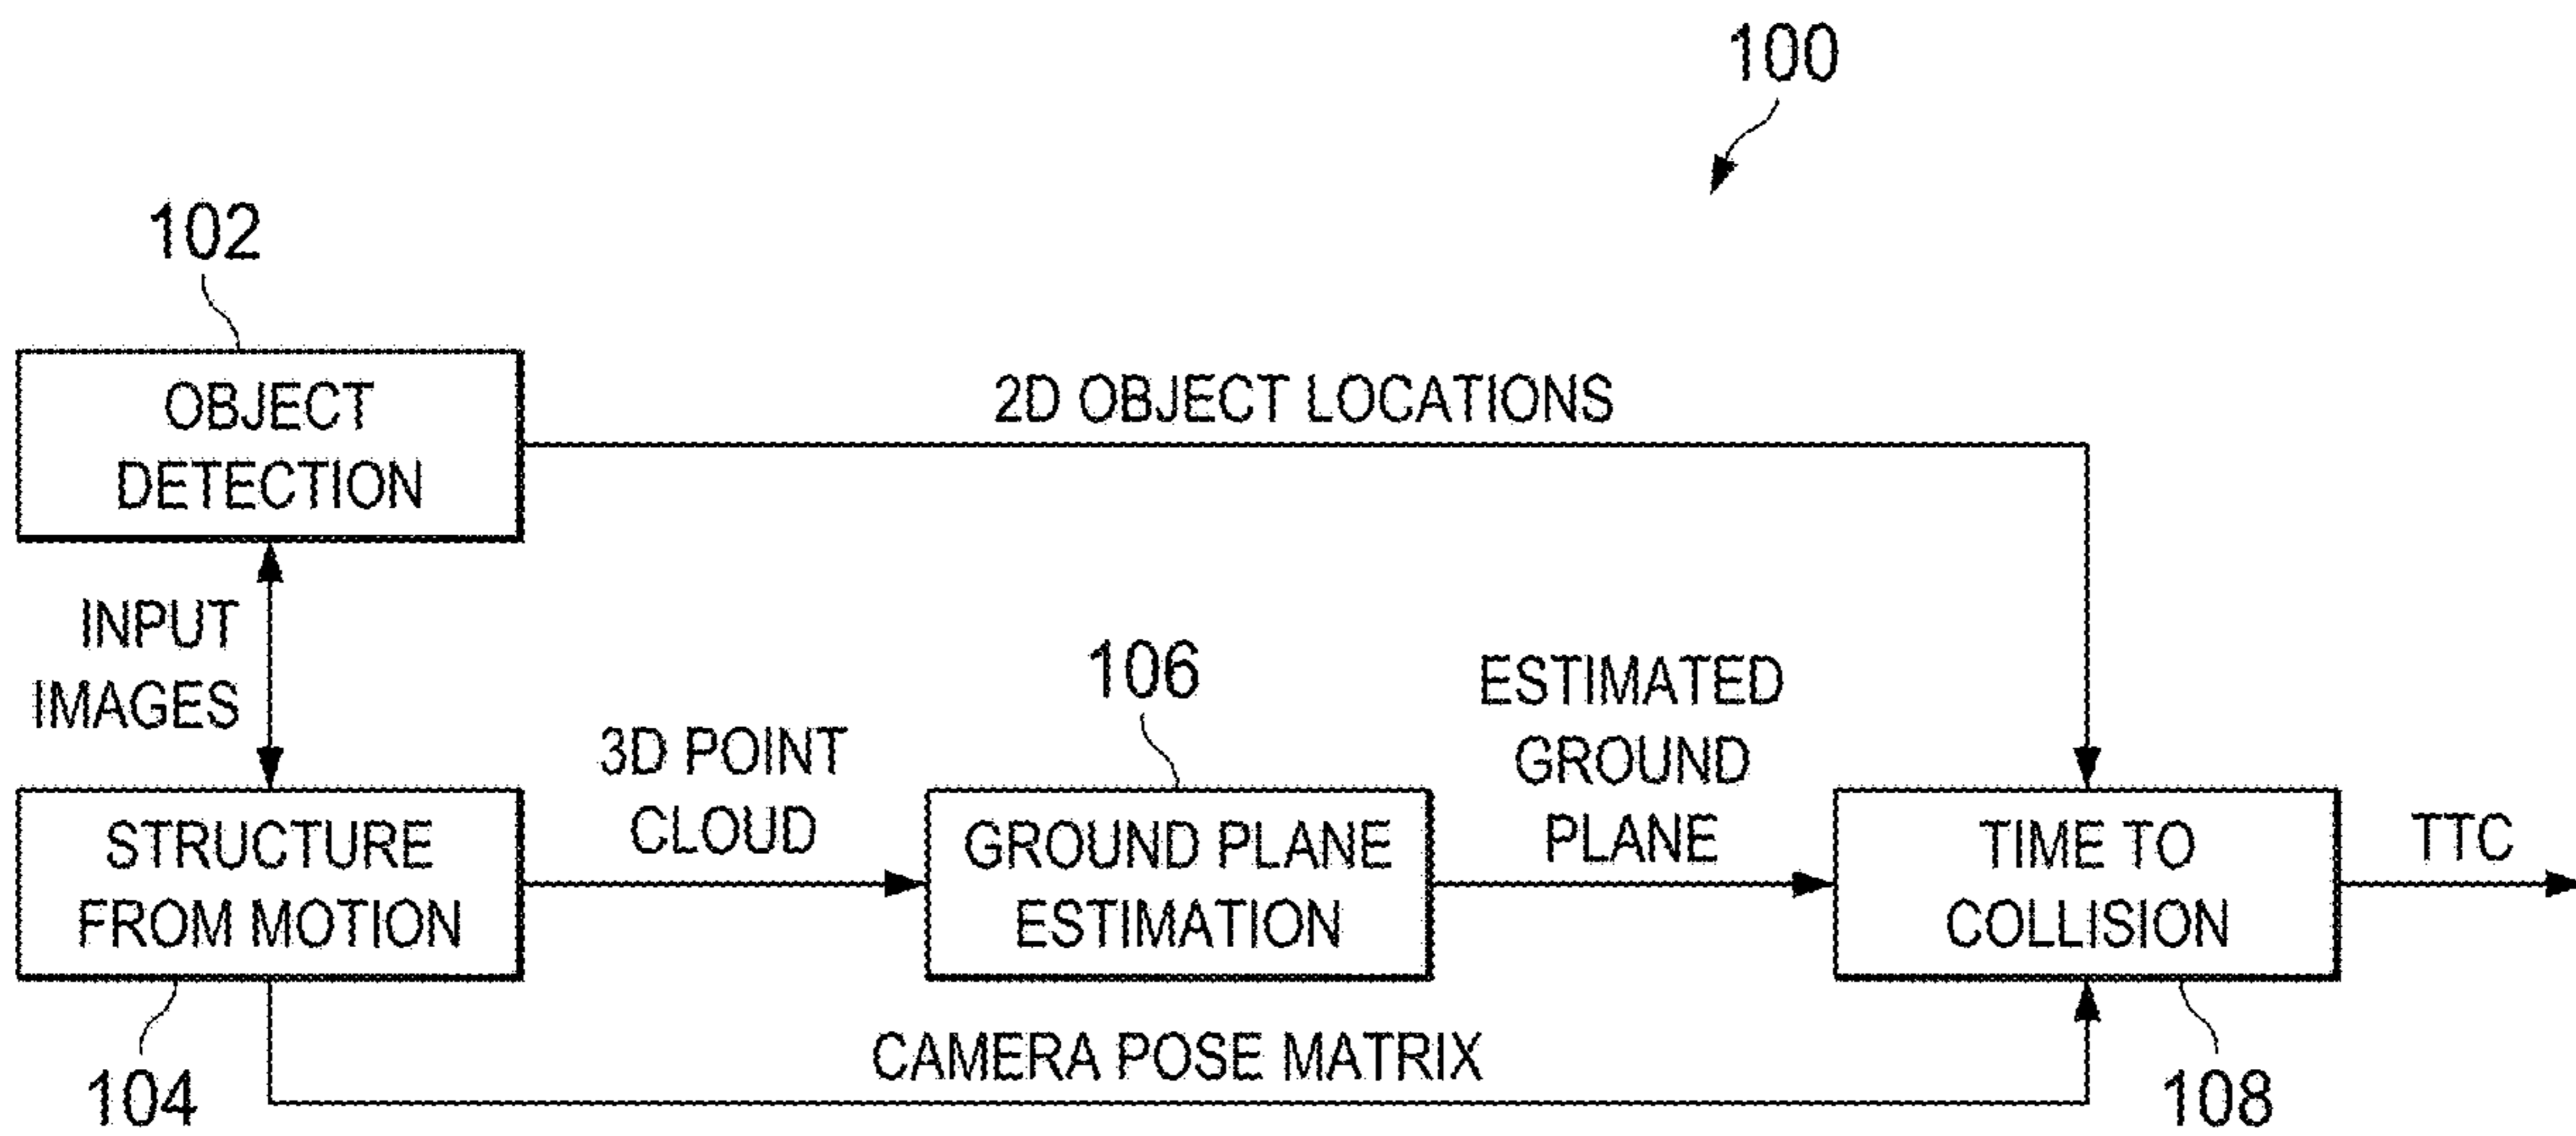 100
102
OBJECT
DETECTION
2D OBJECT LOCATIONS
INPUT
IMAGES
STRUCTURE
FROM MOTION
104
3D POINT
CLOUD
106
GROUND PLANE
ESTIMATION
ESTIMATED
GROUND
PLANE
TIME TO
COLLISION
108
TTC
CAMERA POSE MATRIX